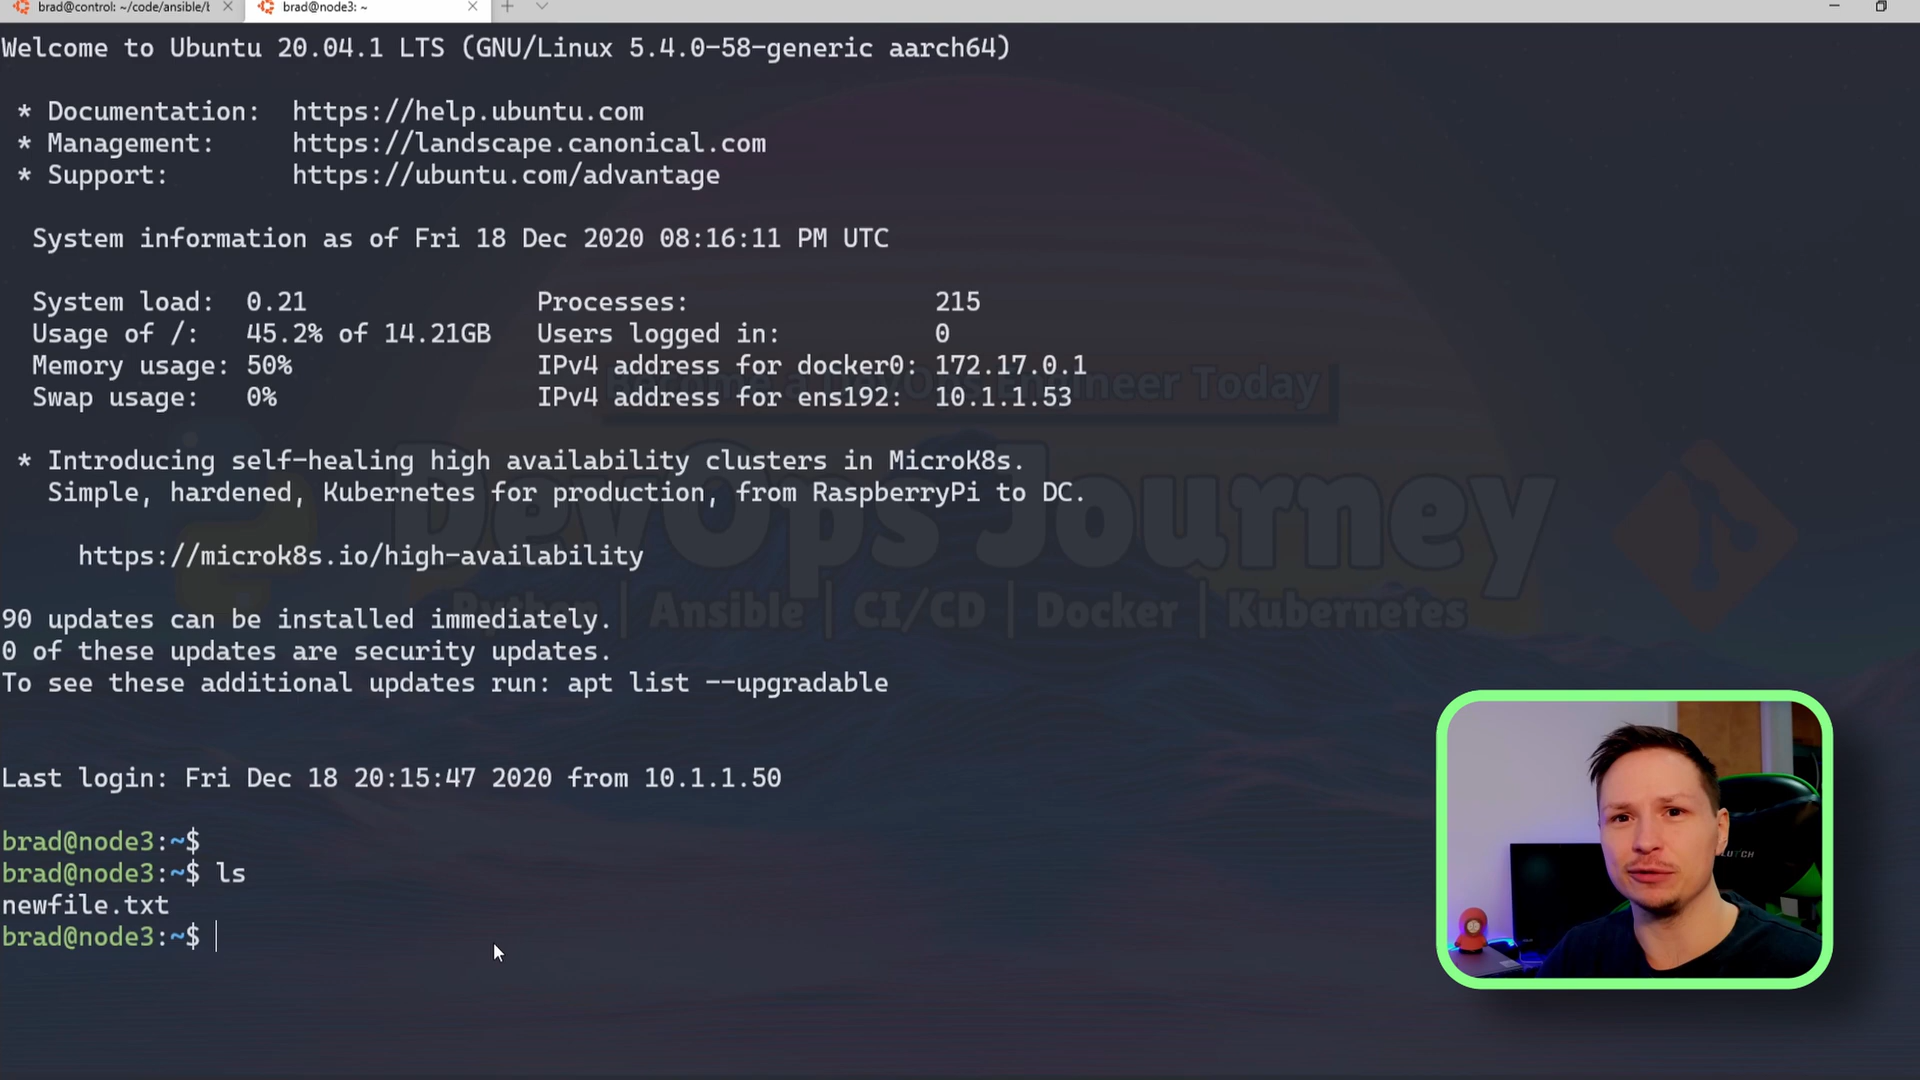 brad@control: ~/code/ansible/b
brad@node3: ~
Welcome to Ubuntu 20.04.1 LTS (GNU/Linux 5.4.0-58-generic aarch64)
* Documentation: https://help.ubuntu.com
* Management: https://landscape.canonical.com
* Support: https://ubuntu.com/advantage
System information as of Fri 18 Dec 2020 08:16:11 PM UTC
System load: 0.21 Processes: 215
Usage of /: 45.2% of 14.21GB Users logged in: 0
Memory usage: 50% IPv4 address for docker0: 172.17.0.1
Swap usage: 0% IPv4 address for ens192: 10.1.1.53
Become a DevOps Engineer Today
* Introducing self-healing high availability clusters in MicroK8s.
Simple, hardened, Kubernetes for production, from RaspberryPi to DC.
DevOps Journey
https://microk8s.io/high-availability
Python | Ansible | CI/CD | Docker | Kubernetes
90 updates can be installed immediately.
0 of these updates are security updates.
To see these additional updates run: apt list --upgradable
Last login: Fri Dec 18 20:15:47 2020 from 10.1.1.50
brad@node3:~$
brad@node3:~$ ls
newfile.txt
brad@node3:~$